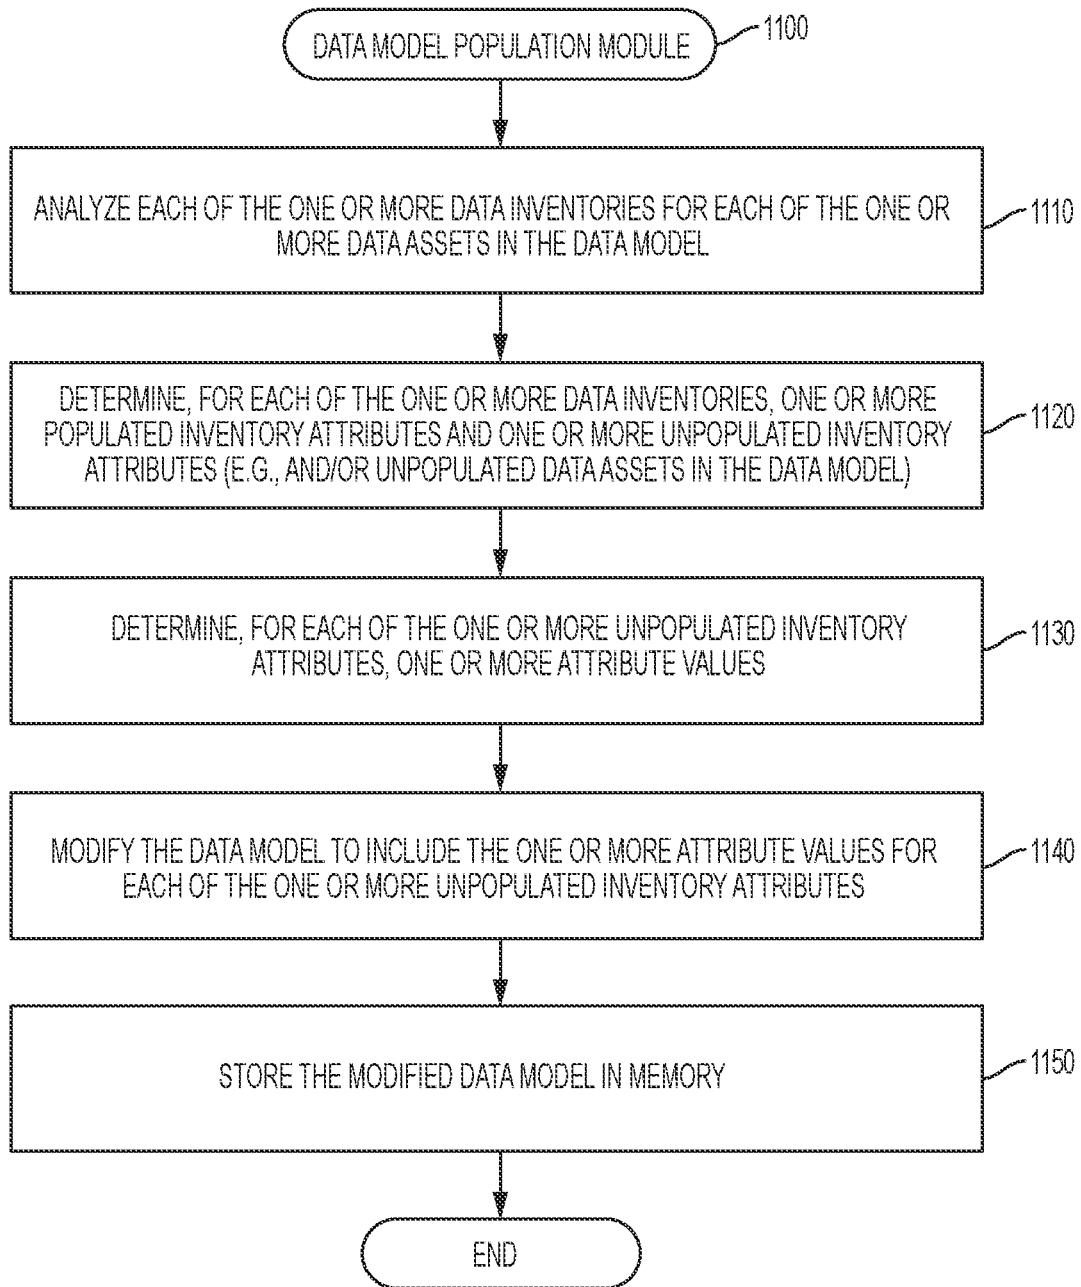 DATA MODEL POPULATION MODULE
1100
ANALYZE EACH OF THE ONE OR MORE DATA INVENTORIES FOR EACH OF THE ONE OR
MORE DATA ASSETS IN THE DATA MODEL
1110
DETERMINE, FOR EACH OF THE ONE OR MORE DATA INVENTORIES, ONE OR MORE
POPULATED INVENTORY ATTRIBUTES AND ONE OR MORE UNPOPULATED INVENTORY
ATTRIBUTES (E.G., AND/OR UNPOPULATED DATA ASSETS IN THE DATA MODEL)
1120
DETERMINE, FOR EACH OF THE ONE OR MORE UNPOPULATED INVENTORY
ATTRIBUTES, ONE OR MORE ATTRIBUTE VALUES
1130
MODIFY THE DATA MODEL TO INCLUDE THE ONE OR MORE ATTRIBUTE VALUES FOR
EACH OF THE ONE OR MORE UNPOPULATED INVENTORY ATTRIBUTES
1140
STORE THE MODIFIED DATA MODEL IN MEMORY
1150
END